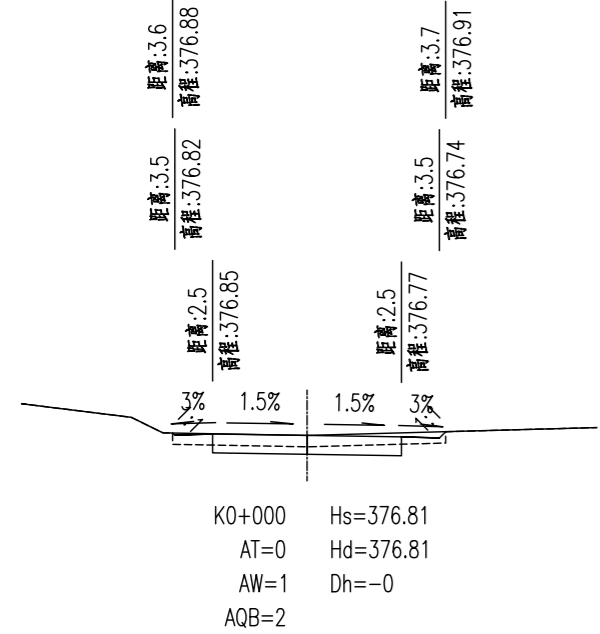 距离:3.6
高程:376.88
距离:3.7
高程:376.91
距离:3.5
高程:376.82
距离:3.5
高程:376.74
距离:2.5
高程:376.85
距离:2.5
高程:376.77
3%
1.5%
1.5%
3%
K0+000
Hs=376.81
AT=0
Hd=376.81
AW=1
Dh=-0
AQB=2